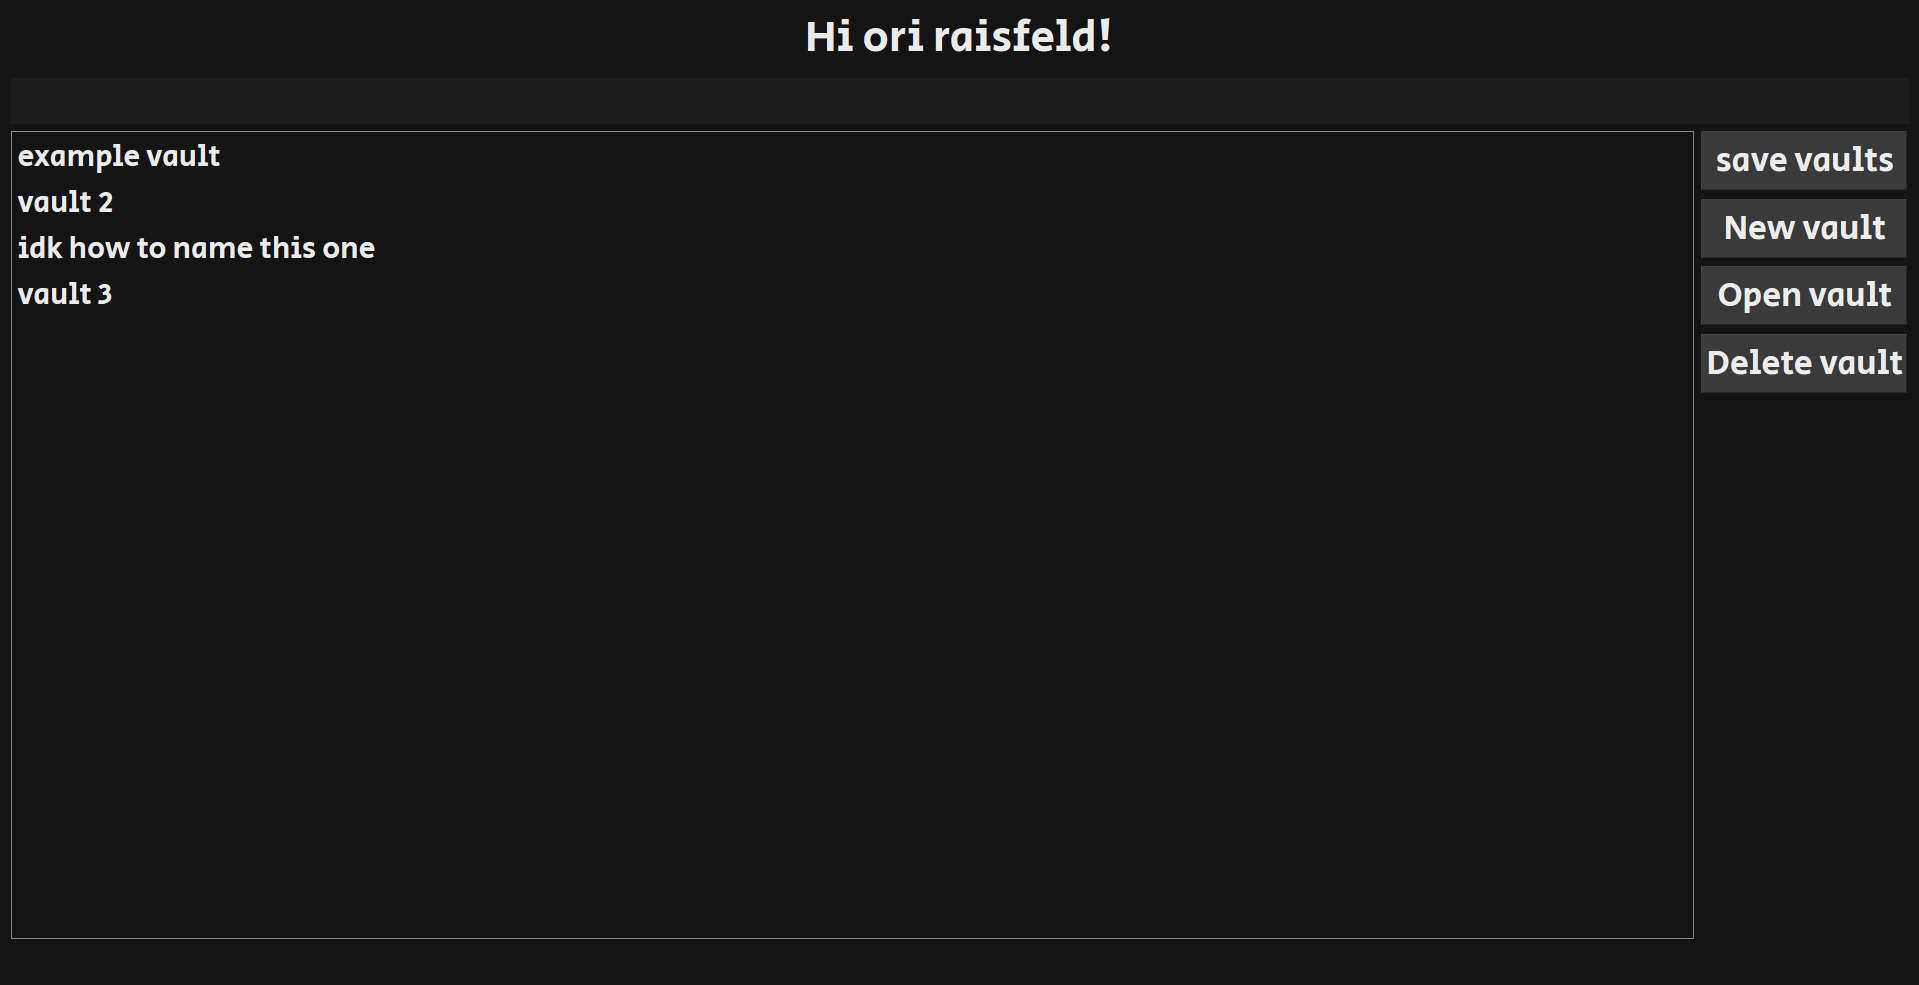 Hi ori raisfeld!
example vault
vault 2
idk how to name this one
vault 3
save vaults
New vault
Open vault
Delete vault